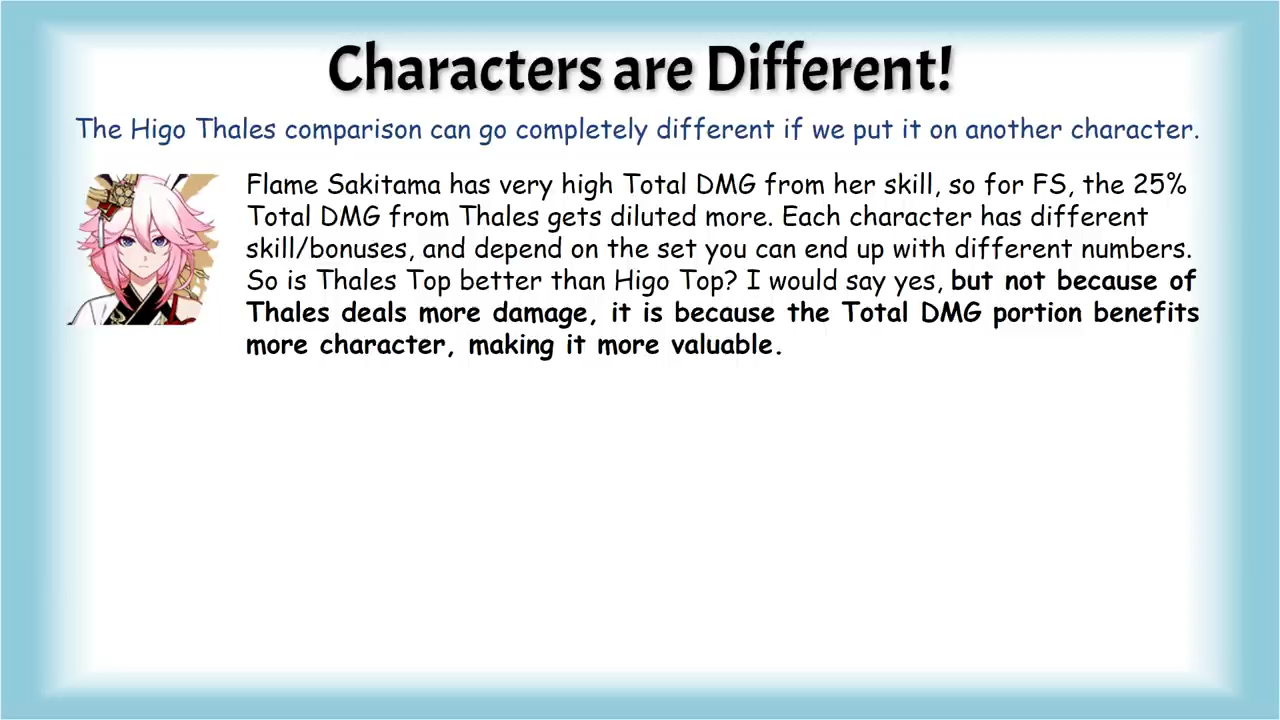 Characters are Different!
The Higo Thales comparison can go completely different if we put it on another character.
Flame Sakitama has very high Total DMG from her skill, so for FS, the 25%
Total DMG from Thales gets diluted more. Each character has different
skill/bonuses, and depend on the set you can end up with different numbers.
So is Thales Top better than Higo Top? I would say yes, but not because of
Thales deals more damage, it is because the Total DMG portion benefits
more character, making it more valuable.